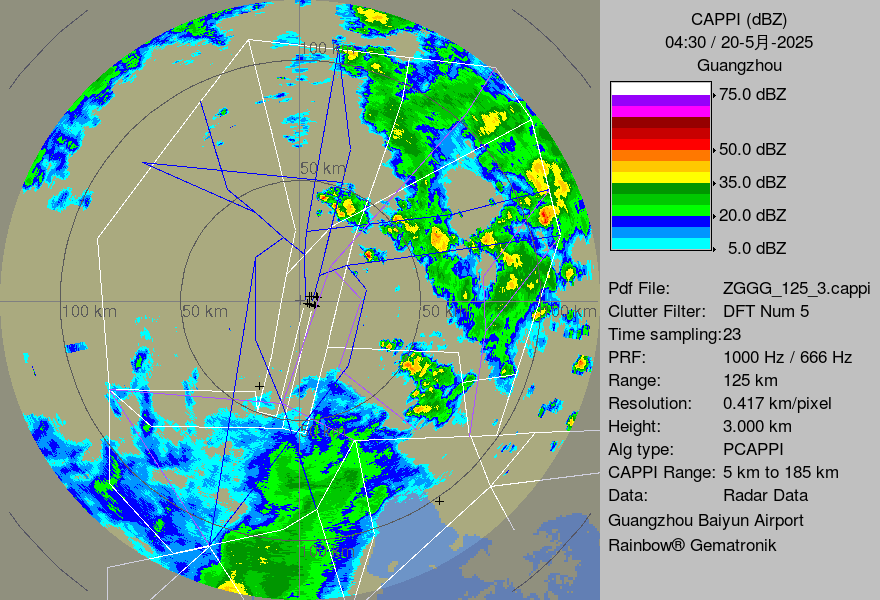 CAPPI (dBZ)
04:30 / 20-5月-2025
Guangzhou
75.0 dBZ
50.0 dBZ
35.0 dBZ
20.0 dBZ
5.0 dBZ
Pdf File: ZGGG_125_3.cappi
Clutter Filter: DFT Num 5
Time sampling:23
PRF: 1000 Hz / 666 Hz
Range: 125 km
Resolution: 0.417 km/pixel
Height: 3.000 km
Alg type: PCAPPI
CAPPI Range: 5 km to 185 km
Data: Radar Data
Guangzhou Baiyun Airport
Rainbow® Gematronik
100 km
50 km
100 km
50 km
50 km
100 km
100 km